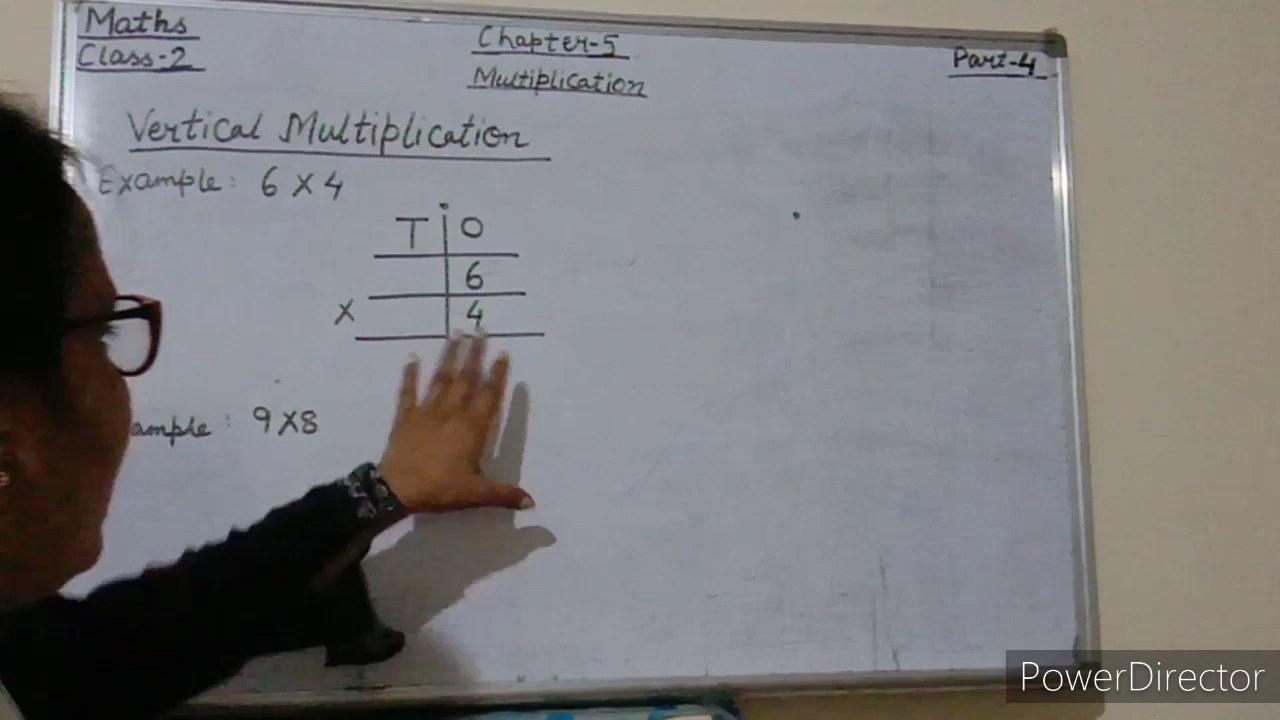 Maths
Class-2
Chapter-5
Multiplication
Part-4
Vertical Multiplication
Example: 6 X 4
T O
6
X 4
ample: 9 X 8
PowerDirector